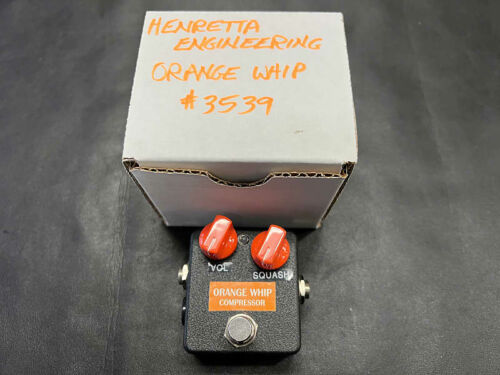 HENRETTA
ENGINEERING
ORANGE WHIP
#3539
VOL
SQUASH
ORANGE WHIP
COMPRESSOR